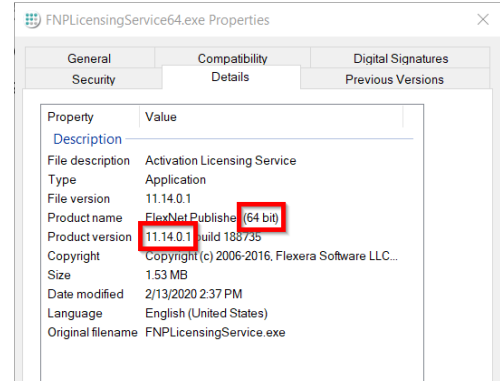 FNPLicensingService64.exe Properties
General Compatibility Digital Signatures
Security Details Previous Versions
Property Value
Description
File description Activation Licensing Service
Type Application
File version 11.14.0.1
Product name FlexNet Publisher (64 bit)
Product version 11.14.0.1 build 188735
Copyright Copyright (c) 2006-2016, Flexera Software LLC...
Size 1.53 MB
Date modified 2/13/2020 2:37 PM
Language English (United States)
Original filename FNPLicensingService.exe